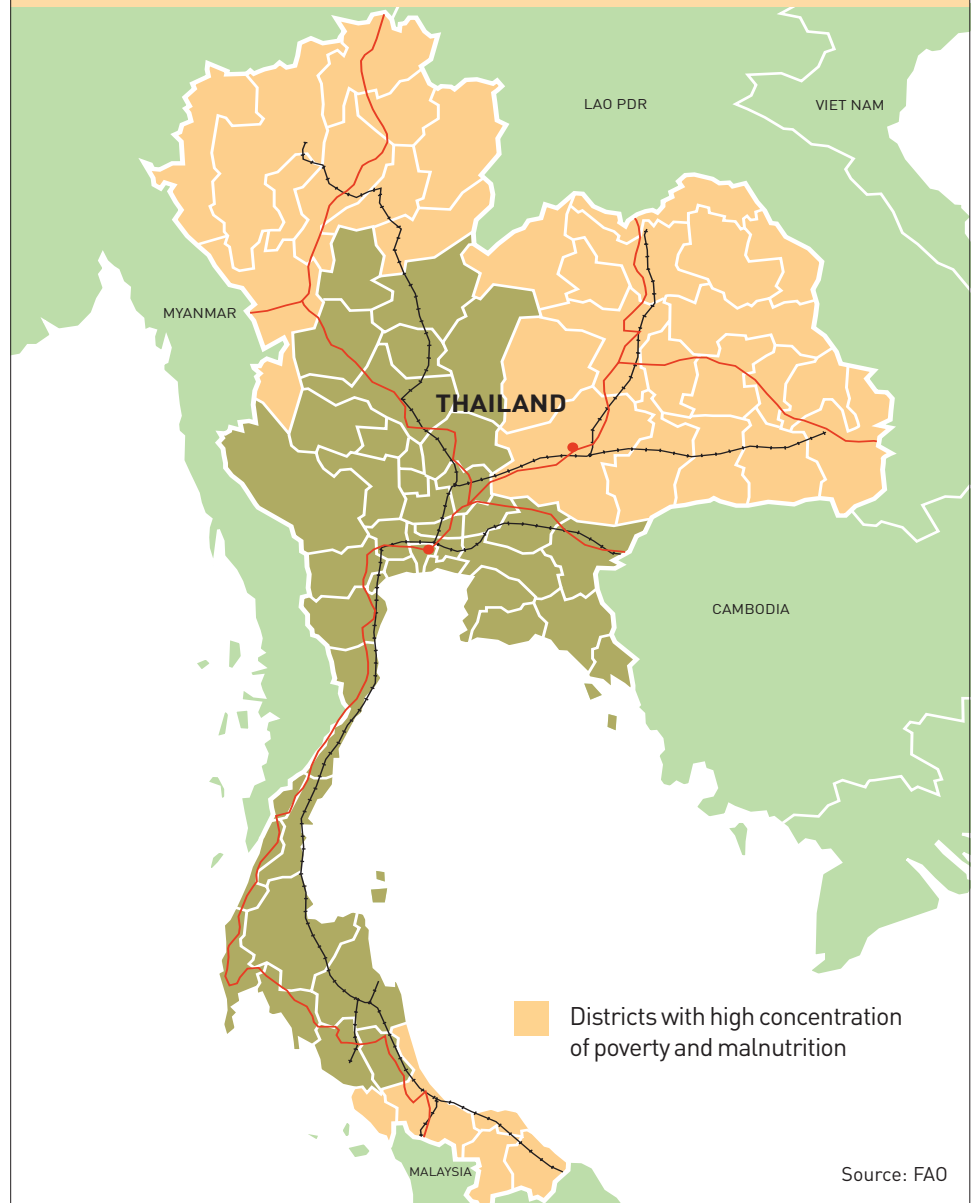 LAO PDR
VIET NAM
MYANMAR
THAILAND
CAMBODIA
Districts with high concentration
of poverty and malnutrition
MALAYSIA
Source: FAO